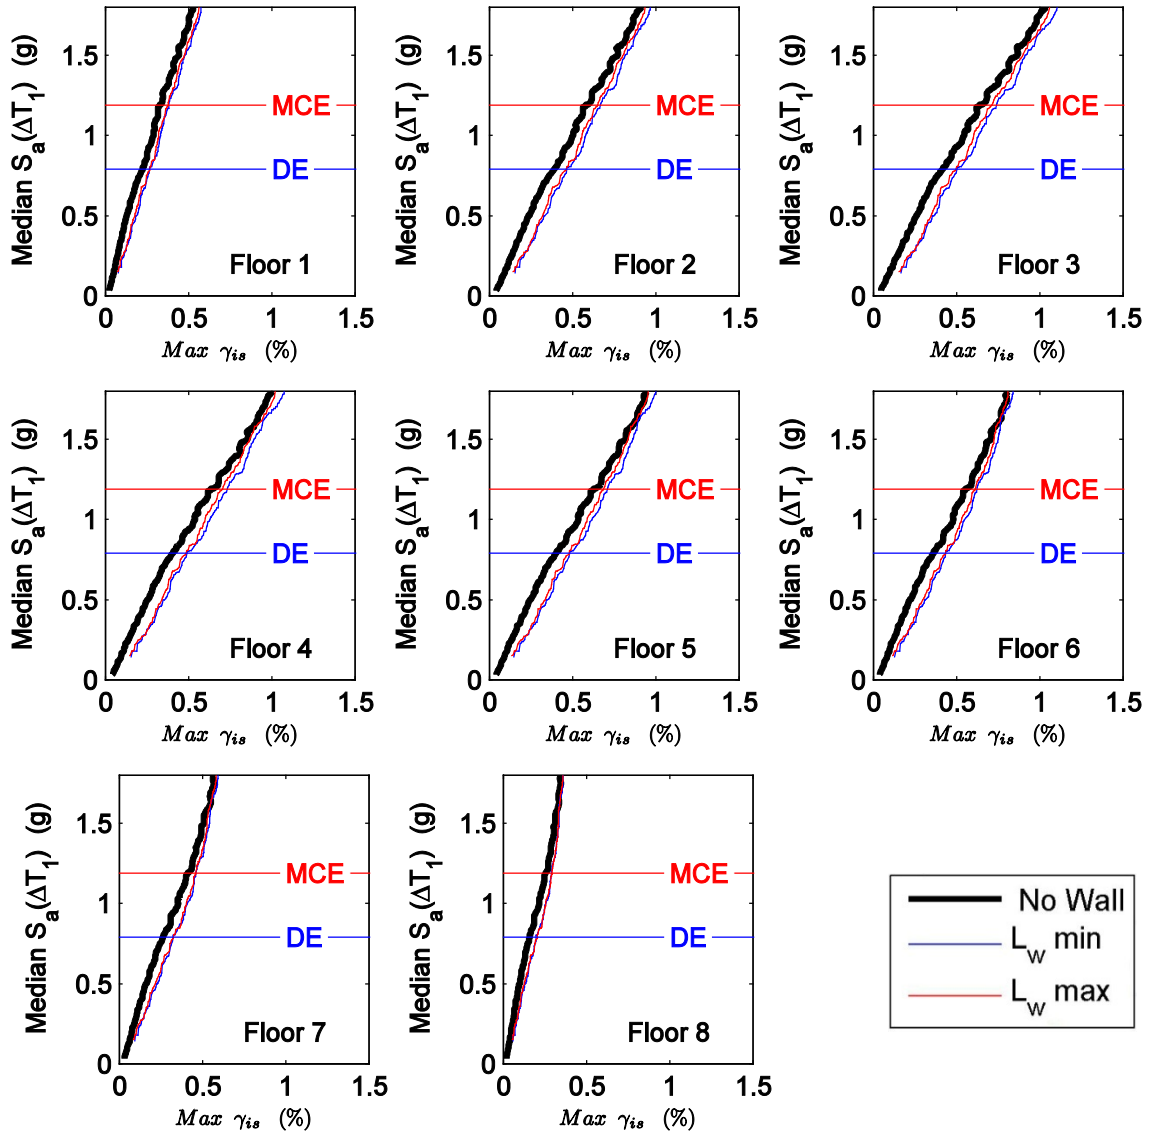 Median Sa(ΔT1) (g)
1.5
1
0.5
0
MCE
DE
Floor 1
0 0.5 1 1.5
Max γis (%)
Median Sa(ΔT1) (g)
1.5
1
0.5
0
MCE
DE
Floor 2
0 0.5 1 1.5
Max γis (%)
Median Sa(ΔT1) (g)
1.5
1
0.5
0
MCE
DE
Floor 3
0 0.5 1 1.5
Max γis (%)
Median Sa(ΔT1) (g)
1.5
1
0.5
0
MCE
DE
Floor 4
0 0.5 1 1.5
Max γis (%)
Median Sa(ΔT1) (g)
1.5
1
0.5
0
MCE
DE
Floor 5
0 0.5 1 1.5
Max γis (%)
Median Sa(ΔT1) (g)
1.5
1
0.5
0
MCE
DE
Floor 6
0 0.5 1 1.5
Max γis (%)
Median Sa(ΔT1) (g)
1.5
1
0.5
0
MCE
DE
Floor 7
0 0.5 1 1.5
Max γis (%)
Median Sa(ΔT1) (g)
1.5
1
0.5
0
MCE
DE
Floor 8
0 0.5 1 1.5
Max γis (%)
No Wall
Lw min
Lw max